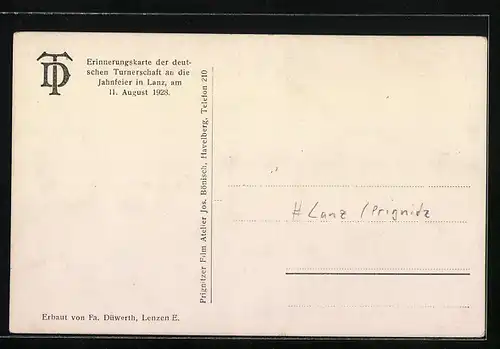 DT
Erinnerungskarte der deut-
schen Turnerschaft an die
Jahnfeier in Lanz, am
11. August 1928.
Prignitzer Film Atelier Jos. Bönisch, Havelberg, Telefon 210
# Lanz / Prignitz
Erbaut von Fa. Düwerth, Lenzen E.